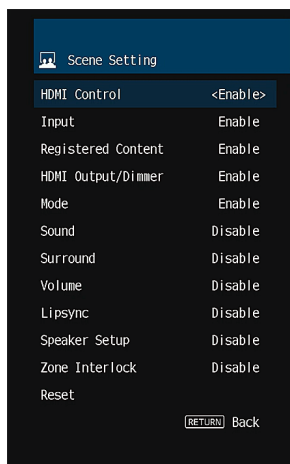 Scene Setting
HDMI Control <Enable>
Input Enable
Registered Content Enable
HDMI Output/Dimmer Enable
Mode Enable
Sound Disable
Surround Disable
Volume Disable
Lipsync Disable
Speaker Setup Disable
Zone Interlock Disable
Reset
RETURN Back